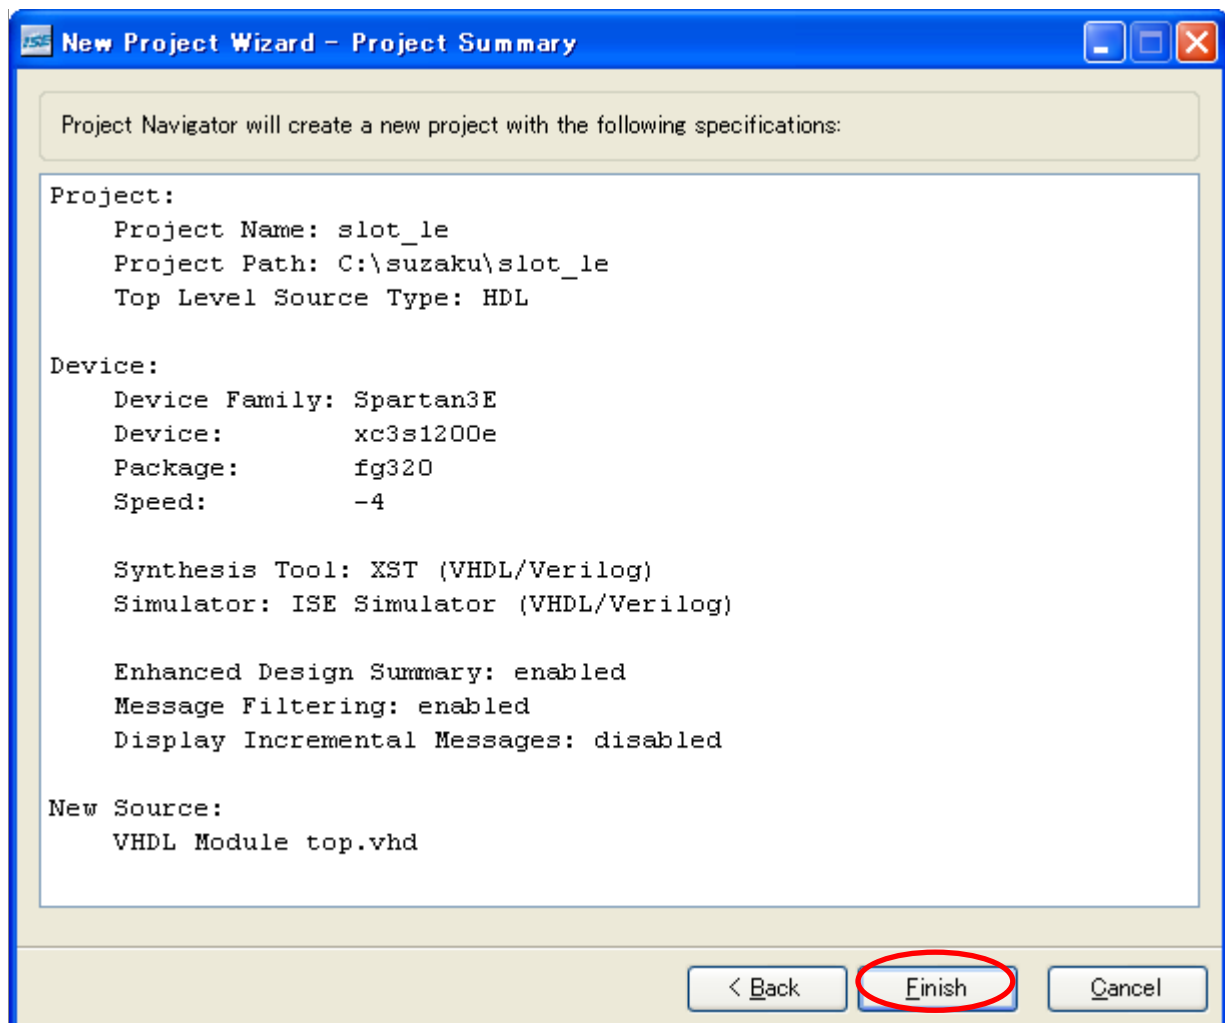 ISE New Project Wizard - Project Summary
Project Navigator will create a new project with the following specifications:
Project:
Project Name: slot_le
Project Path: C:\suzaku\slot_le
Top Level Source Type: HDL
Device:
Device Family: Spartan3E
Device: xc3s1200e
Package: fg320
Speed: -4
Synthesis Tool: XST (VHDL/Verilog)
Simulator: ISE Simulator (VHDL/Verilog)
Enhanced Design Summary: enabled
Message Filtering: enabled
Display Incremental Messages: disabled
New Source:
VHDL Module top.vhd
< Back Finish Cancel